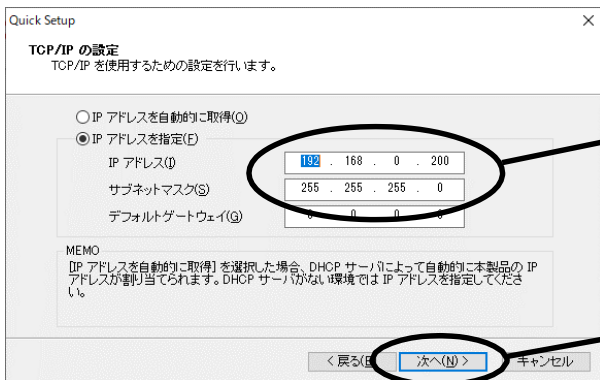 Quick Setup
TCP/IP の設定
TCP/IP を使用するための設定を行います。
IP アドレスを自動的に取得(O)
IP アドレスを指定(F)
IP アドレス(I) 192 . 168 . 0 . 200
サブネットマスク(S) 255 . 255 . 255 . 0
デフォルトゲートウェイ(G) 0 . 0 . 0 . 0
MEMO
[IP アドレスを自動的に取得] を選択した場合、DHCP サーバによって自動的に本製品の IP
アドレスが割り当てられます。DHCP サーバがない環境では IP アドレスを指定してくださ
い。
< 戻る(B) 次へ(N) > キャンセル